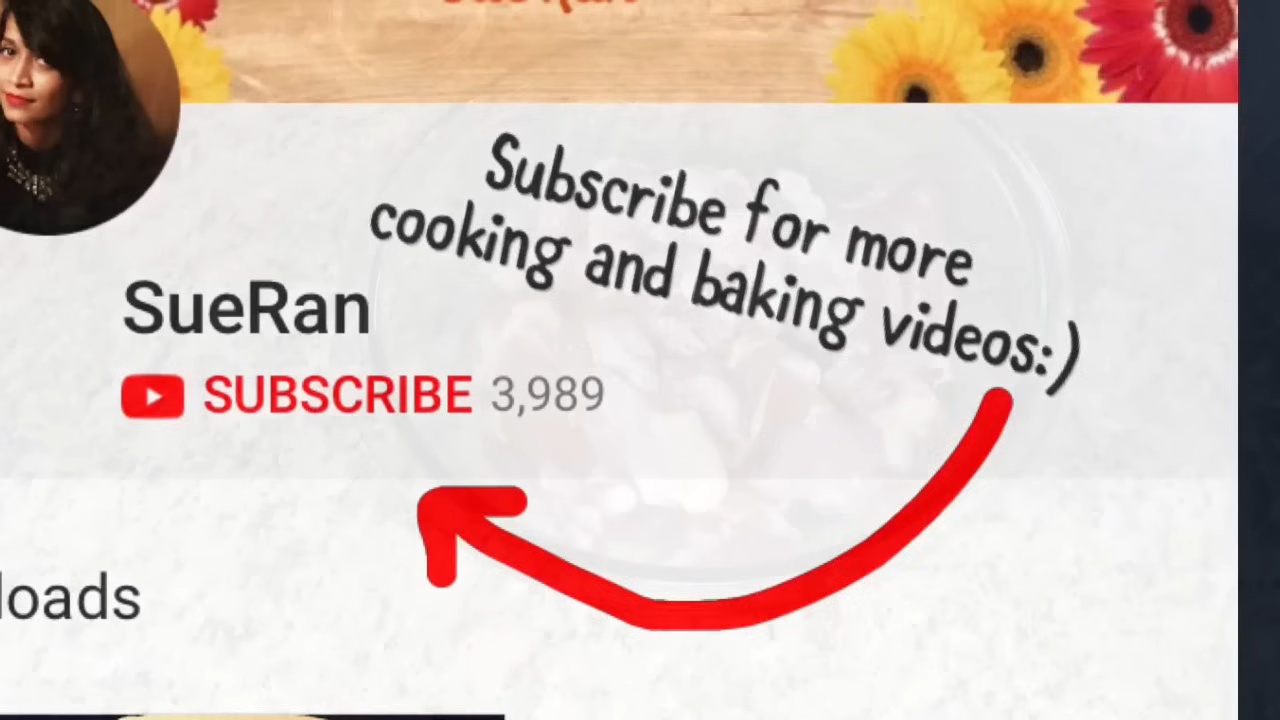 Subscribe for more
cooking and baking videos:)
SueRan
SUBSCRIBE 3,989
loads